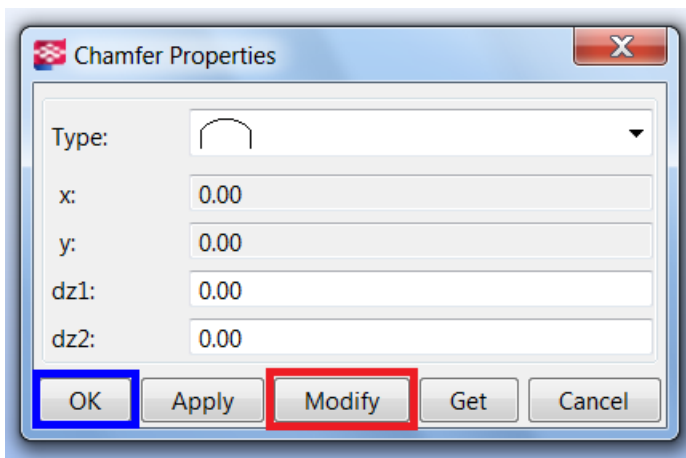 Chamfer Properties
Type:
x: 0.00
y: 0.00
dz1: 0.00
dz2: 0.00
OK Apply Modify Get Cancel